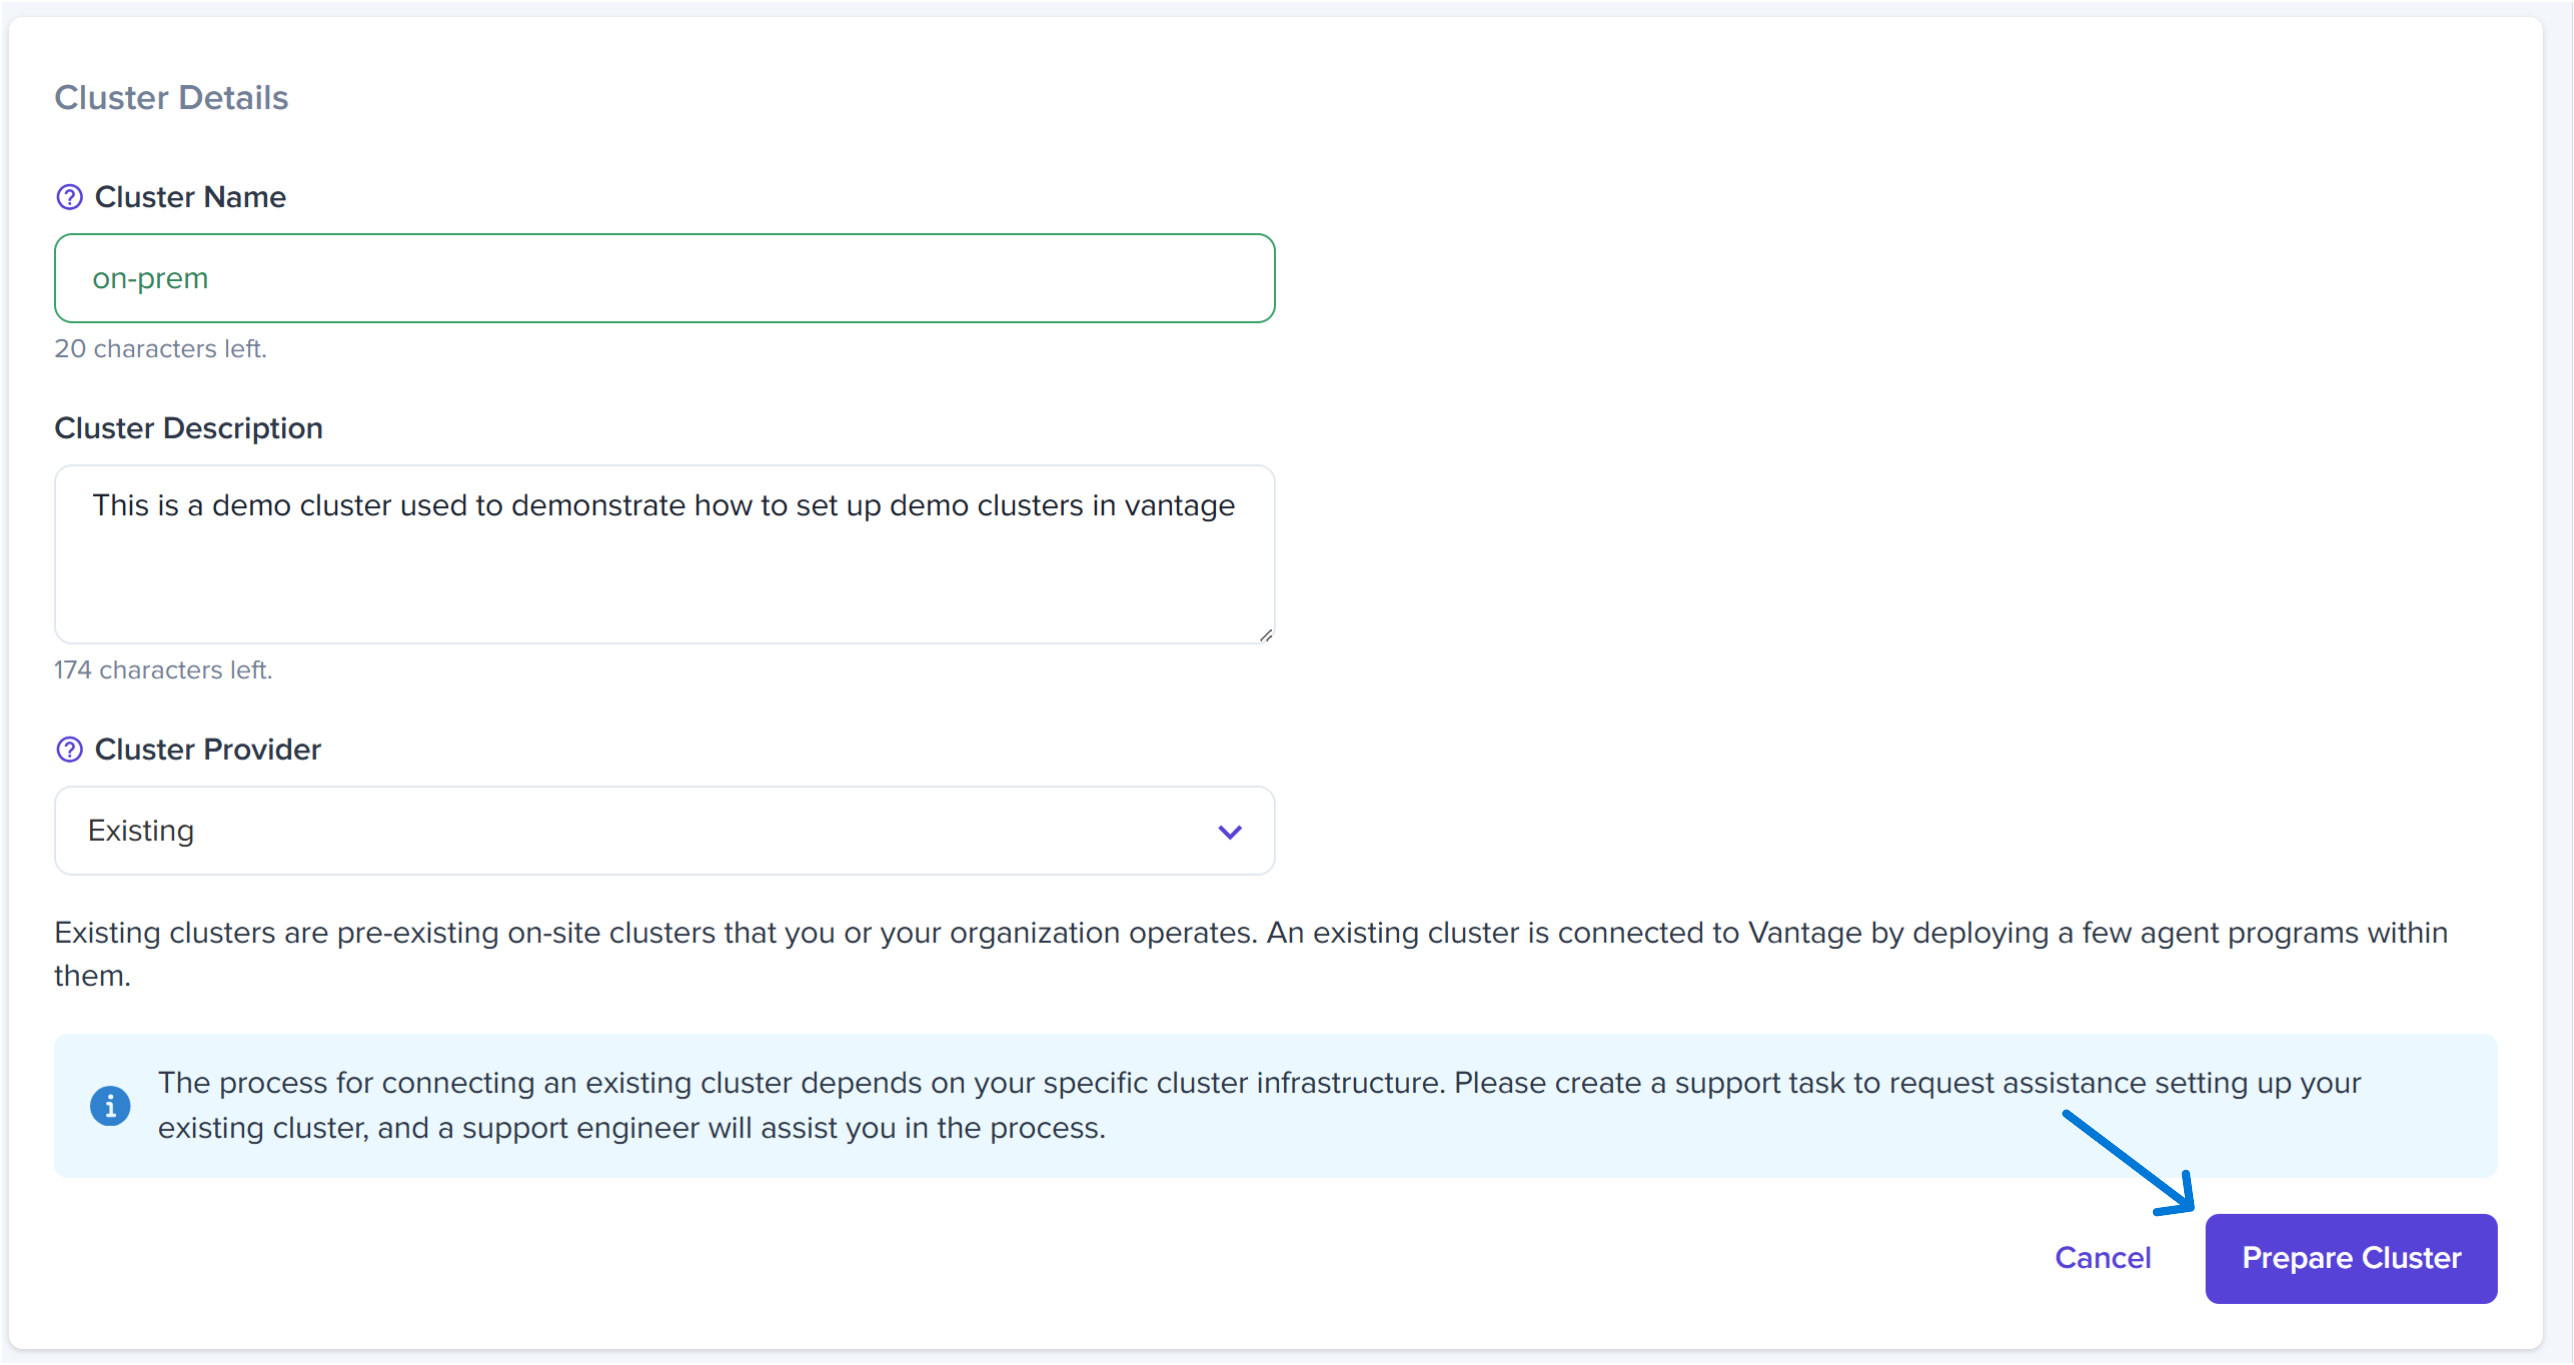 Cluster Details
Cluster Name
on-prem
20 characters left.
Cluster Description
This is a demo cluster used to demonstrate how to set up demo clusters in vantage
174 characters left.
Cluster Provider
Existing
Existing clusters are pre-existing on-site clusters that you or your organization operates. An existing cluster is connected to Vantage by deploying a few agent programs within
them.
The process for connecting an existing cluster depends on your specific cluster infrastructure. Please create a support task to request assistance setting up your
existing cluster, and a support engineer will assist you in the process.
Cancel
Prepare Cluster